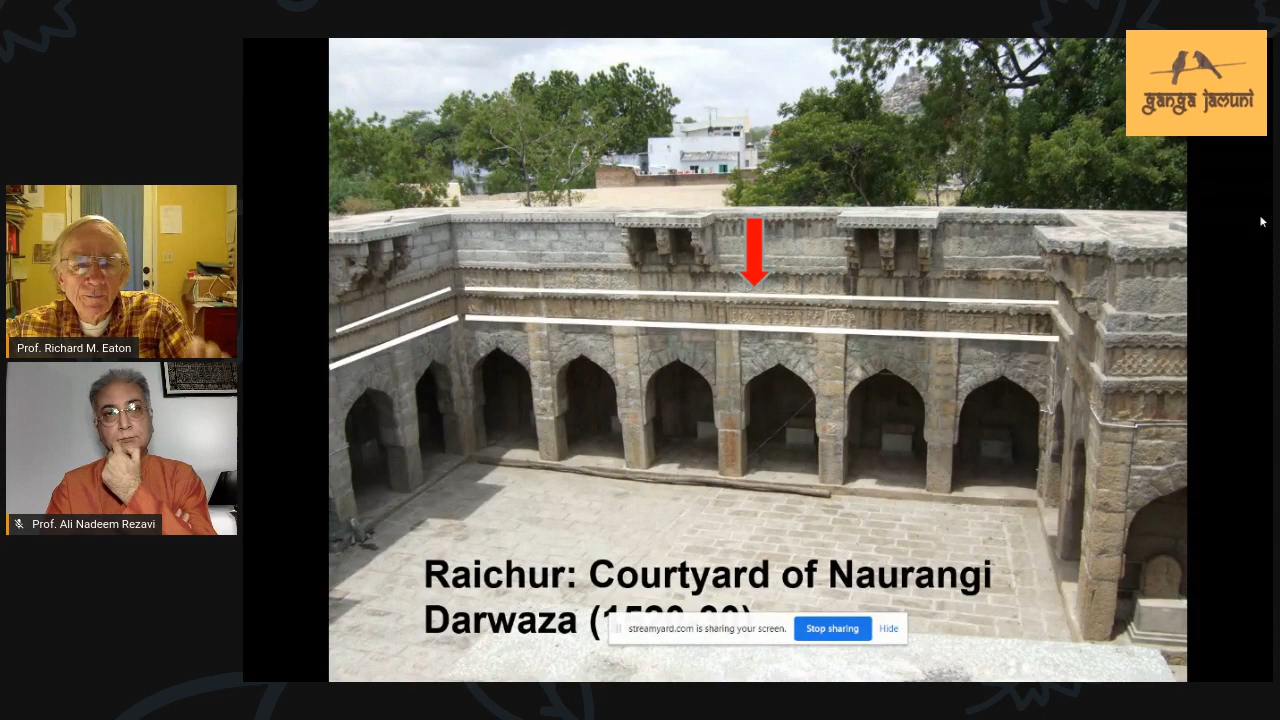 ganga jamuni
Prof. Richard M. Eaton
Prof. Ali Nadeem Rezavi
Raichur: Courtyard of Naurangi
Darwaza (
streamyard.com is sharing your screen.
Stop sharing
Hide